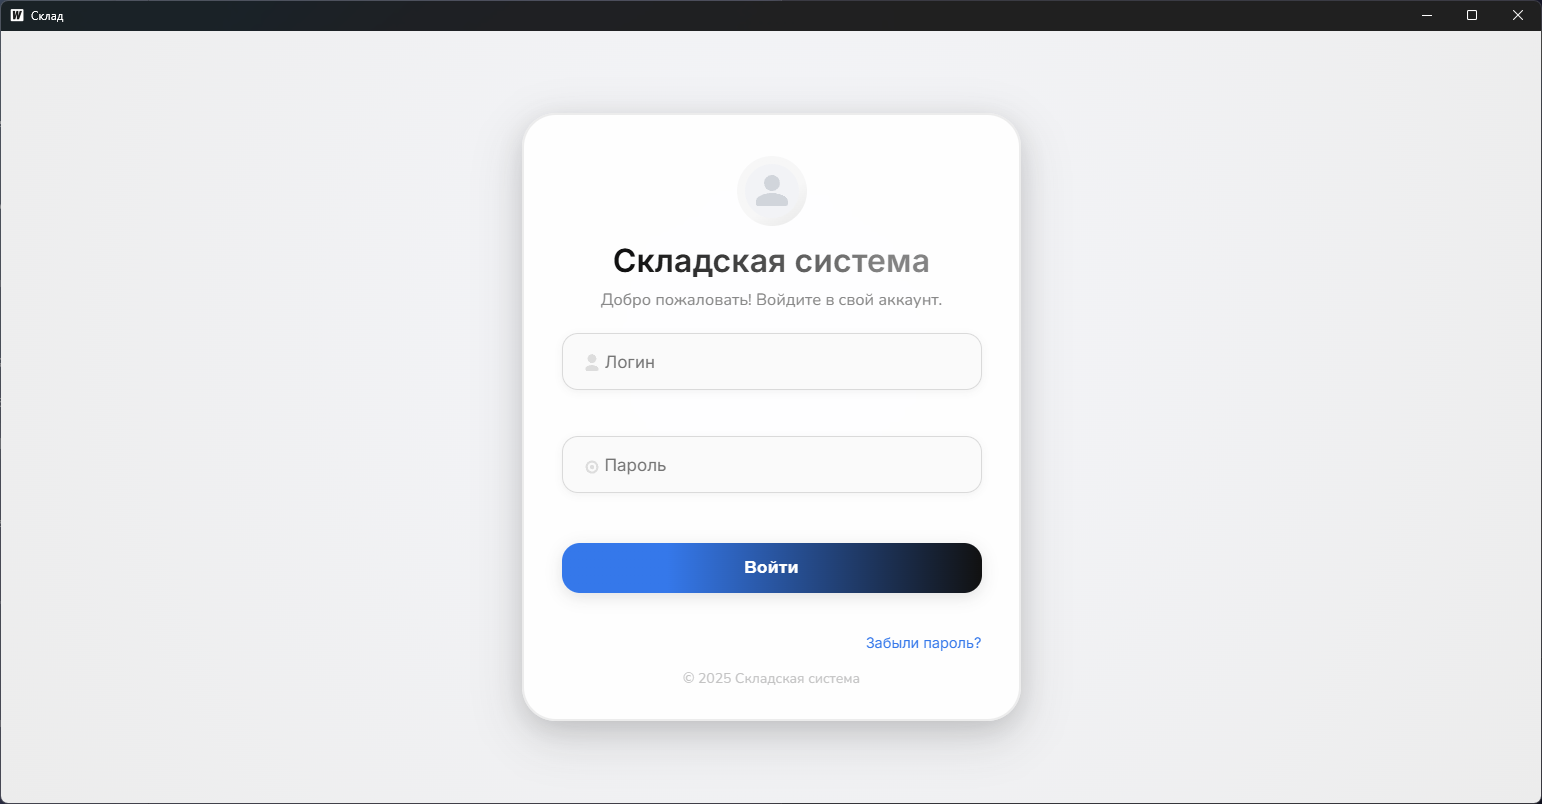 W Склад
Складская система
Добро пожаловать! Войдите в свой аккаунт.
Логин
Пароль
Войти
Забыли пароль?
© 2025 Складская система